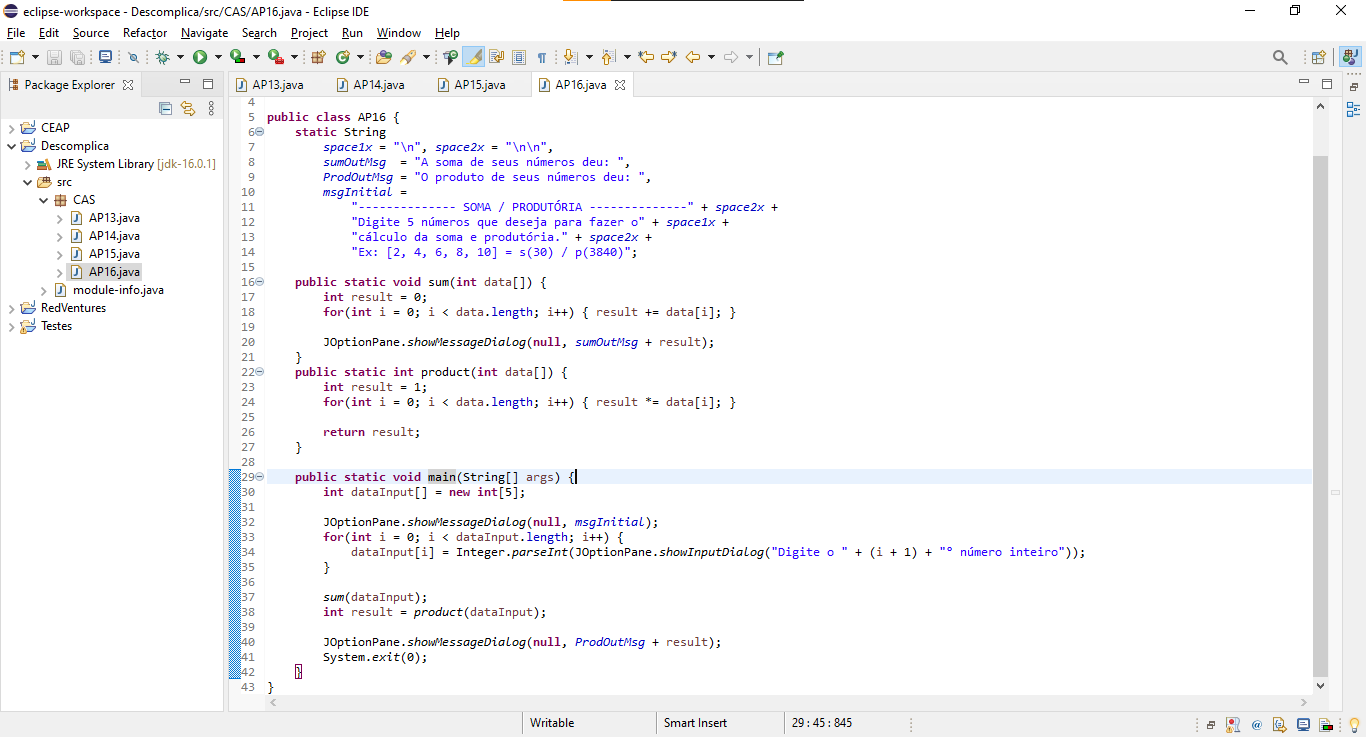 eclipse-workspace - Descomplica/src/CAS/AP16.java - Eclipse IDE
File Edit Source Refactor Navigate Search Project Run Window Help
Package Explorer
CEAP
Descomplica
JRE System Library [jdk-16.0.1]
src
CAS
AP13.java
AP14.java
AP15.java
AP16.java
module-info.java
RedVentures
Testes
AP13.java AP14.java AP15.java AP16.java
4
5 public class AP16 {
6 static String
7 space1x = "\n", space2x = "\n\n",
8 sumOutMsg  = "A soma de seus números deu: ",
9 ProdOutMsg = "O produto de seus números deu: ",
10 msgInitial =
11 "-------------- SOMA / PRODUTÓRIA --------------" + space2x +
12 "Digite 5 números que deseja para fazer o" + space1x +
13 "cálculo da soma e produtória." + space2x +
14 "Ex: [2, 4, 6, 8, 10] = s(30) / p(3840)";
15
16 public static void sum(int data[]) {
17 int result = 0;
18 for(int i = 0; i < data.length; i++) { result += data[i]; }
19
20 JOptionPane.showMessageDialog(null, sumOutMsg + result);
21 }
22 public static int product(int data[]) {
23 int result = 1;
24 for(int i = 0; i < data.length; i++) { result *= data[i]; }
25
26 return result;
27 }
28
29 public static void main(String[] args) {
30 int dataInput[] = new int[5];
31
32 JOptionPane.showMessageDialog(null, msgInitial);
33 for(int i = 0; i < dataInput.length; i++) {
34 dataInput[i] = Integer.parseInt(JOptionPane.showInputDialog("Digite o " + (i + 1) + "° número inteiro"));
35 }
36
37 sum(dataInput);
38 int result = product(dataInput);
39
40 JOptionPane.showMessageDialog(null, ProdOutMsg + result);
41 System.exit(0);
42 }
43 }
Writable Smart Insert 29 : 45 : 845